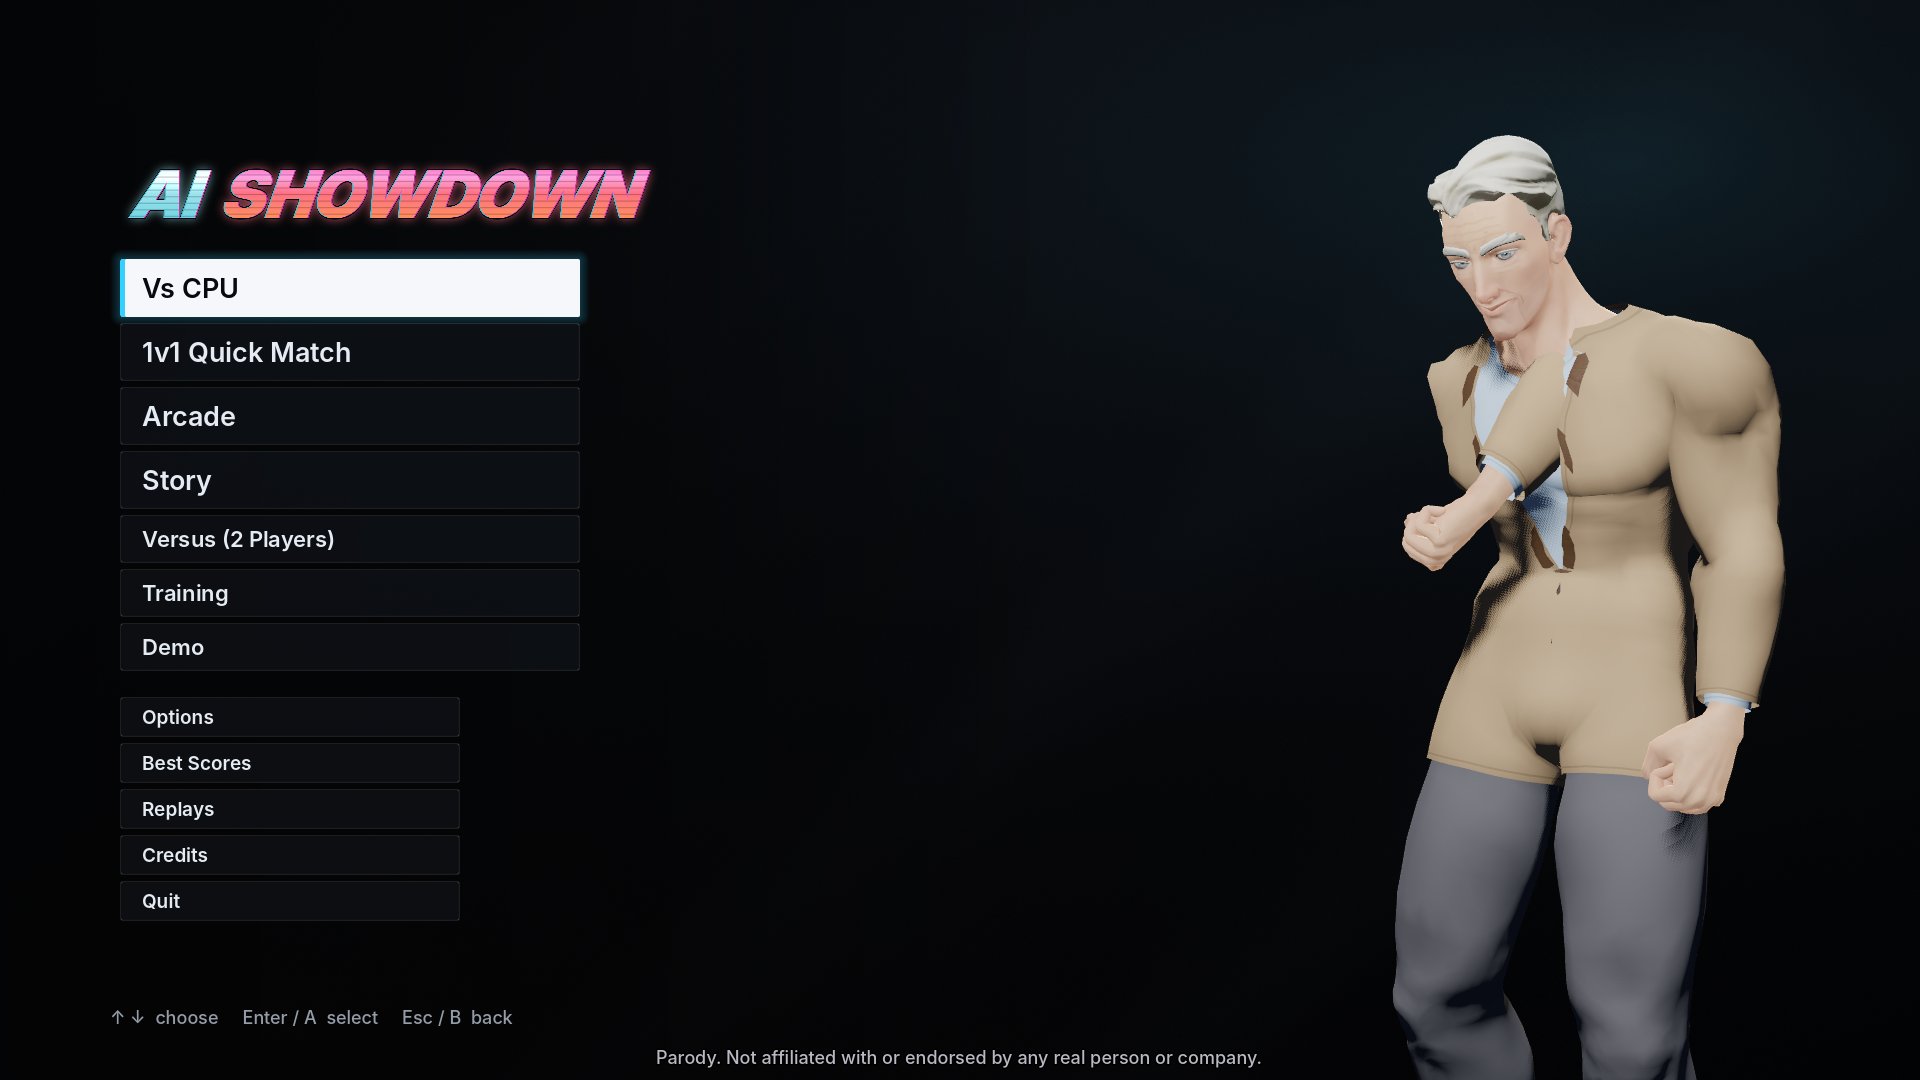 AI SHOWDOWN
Vs CPU
1v1 Quick Match
Arcade
Story
Versus (2 Players)
Training
Demo
Options
Best Scores
Replays
Credits
Quit
↑ ↓ choose Enter / A select Esc / B back
Parody. Not affiliated with or endorsed by any real person or company.